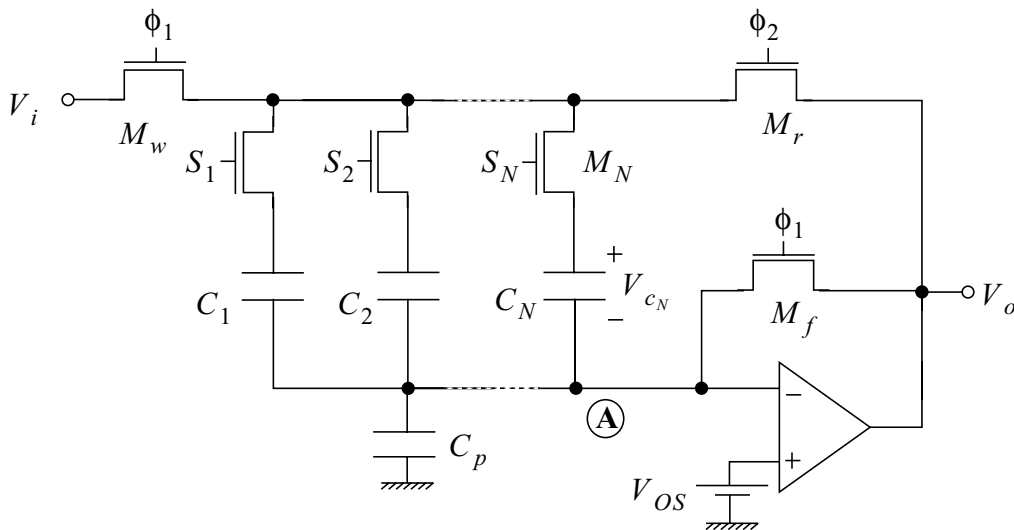 ϕ1
ϕ2
Vi
Mw
Mr
S1
S2
SN
MN
ϕ1
C1
C2
CN
+
VcN
−
Mf
Vo
A
−
+
Cp
VOS